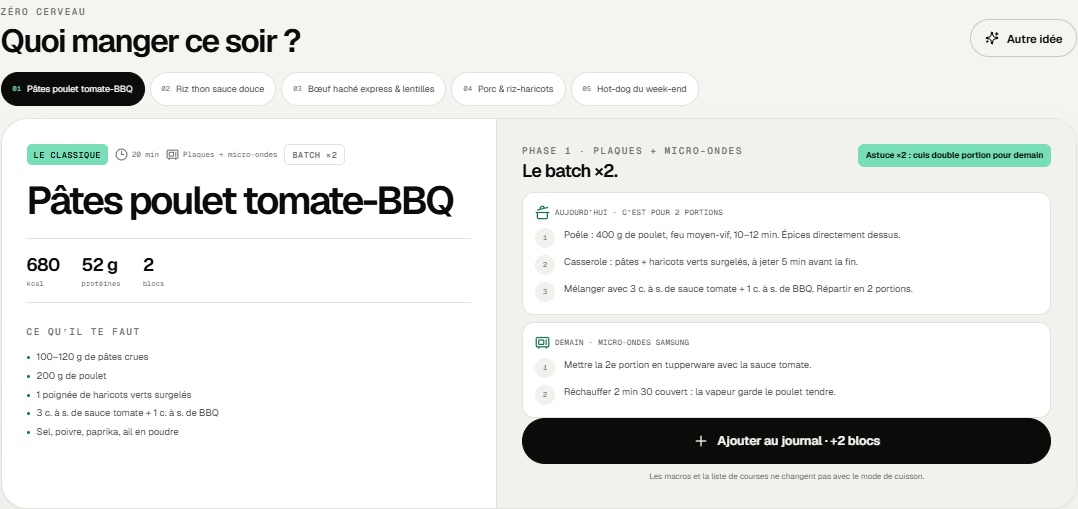 ZÉRO CERVEAU
Quoi manger ce soir ?
Autre idée
01 Pâtes poulet tomate-BBQ
02 Riz thon sauce douce
03 Bœuf haché express & lentilles
04 Porc & riz-haricots
05 Hot-dog du week-end
LE CLASSIQUE
20 min
Plaques + micro-ondes
BATCH ×2
Pâtes poulet tomate-BBQ
680
kcal
52 g
protéines
2
blocs
CE QU'IL TE FAUT
• 100–120 g de pâtes crues
• 200 g de poulet
• 1 poignée de haricots verts surgelés
• 3 c. à s. de sauce tomate + 1 c. à s. de BBQ
• Sel, poivre, paprika, ail en poudre
PHASE 1 · PLAQUES + MICRO-ONDES
Le batch ×2.
Astuce ×2 : cuis double portion pour demain
AUJOURD'HUI · C'EST POUR 2 PORTIONS
1 Poêle : 400 g de poulet, feu moyen-vif, 10–12 min. Épices directement dessus.
2 Casserole : pâtes + haricots verts surgelés, à jeter 5 min avant la fin.
3 Mélanger avec 3 c. à s. de sauce tomate + 1 c. à s. de BBQ. Répartir en 2 portions.
DEMAIN · MICRO-ONDES SAMSUNG
1 Mettre la 2e portion en tupperware avec la sauce tomate.
2 Réchauffer 2 min 30 couvert : la vapeur garde le poulet tendre.
Ajouter au journal · +2 blocs
Les macros et la liste de courses ne changent pas avec le mode de cuisson.